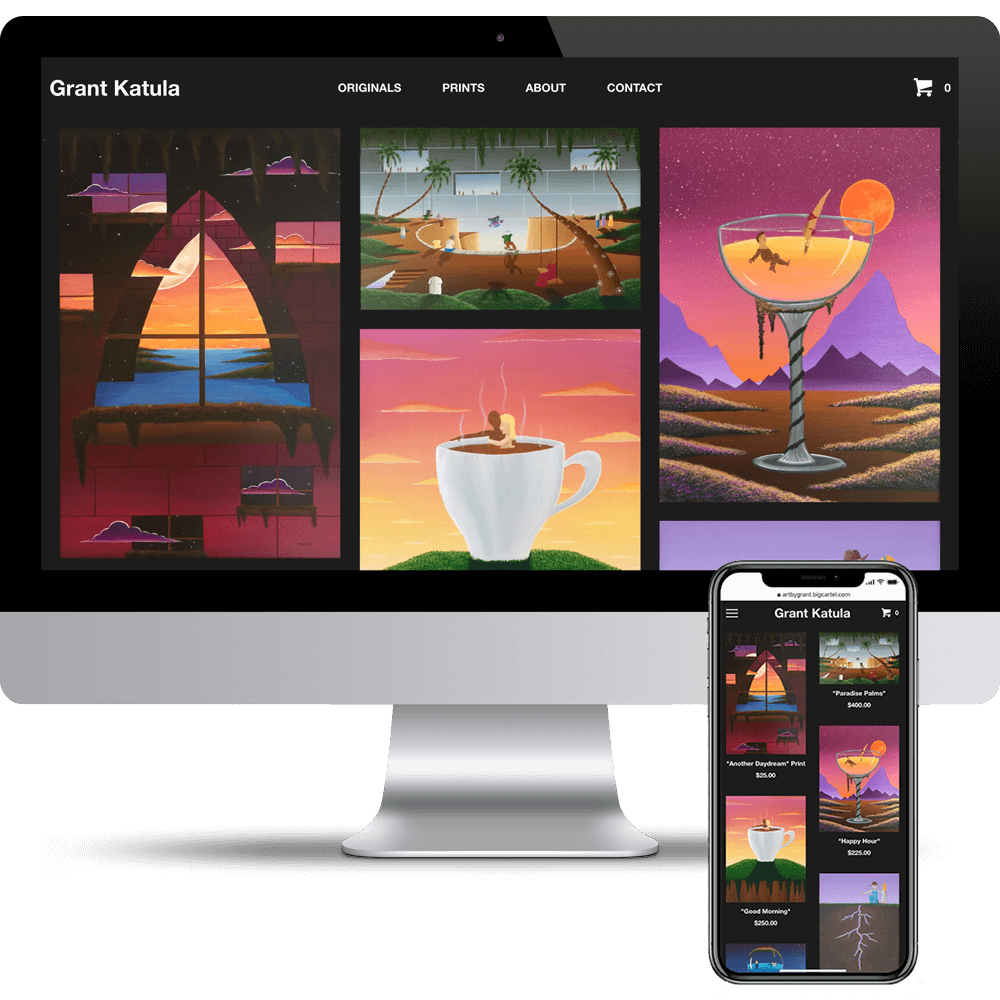 Grant Katula
ORIGINALS PRINTS ABOUT CONTACT
0
artbygrant.bigcartel.com
Grant Katula
0
"Another Daydream" Print
$25.00
"Paradise Palms"
$400.00
"Good Morning"
$250.00
"Happy Hour"
$225.00